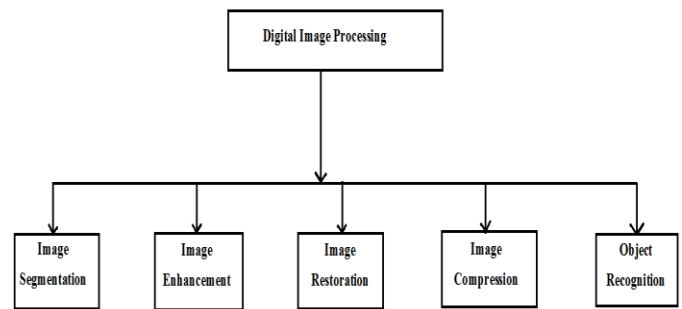 Digital Image Processing
Image
Segmentation
Image
Enhancement
Image
Restoration
Image
Compression
Object
Recognition